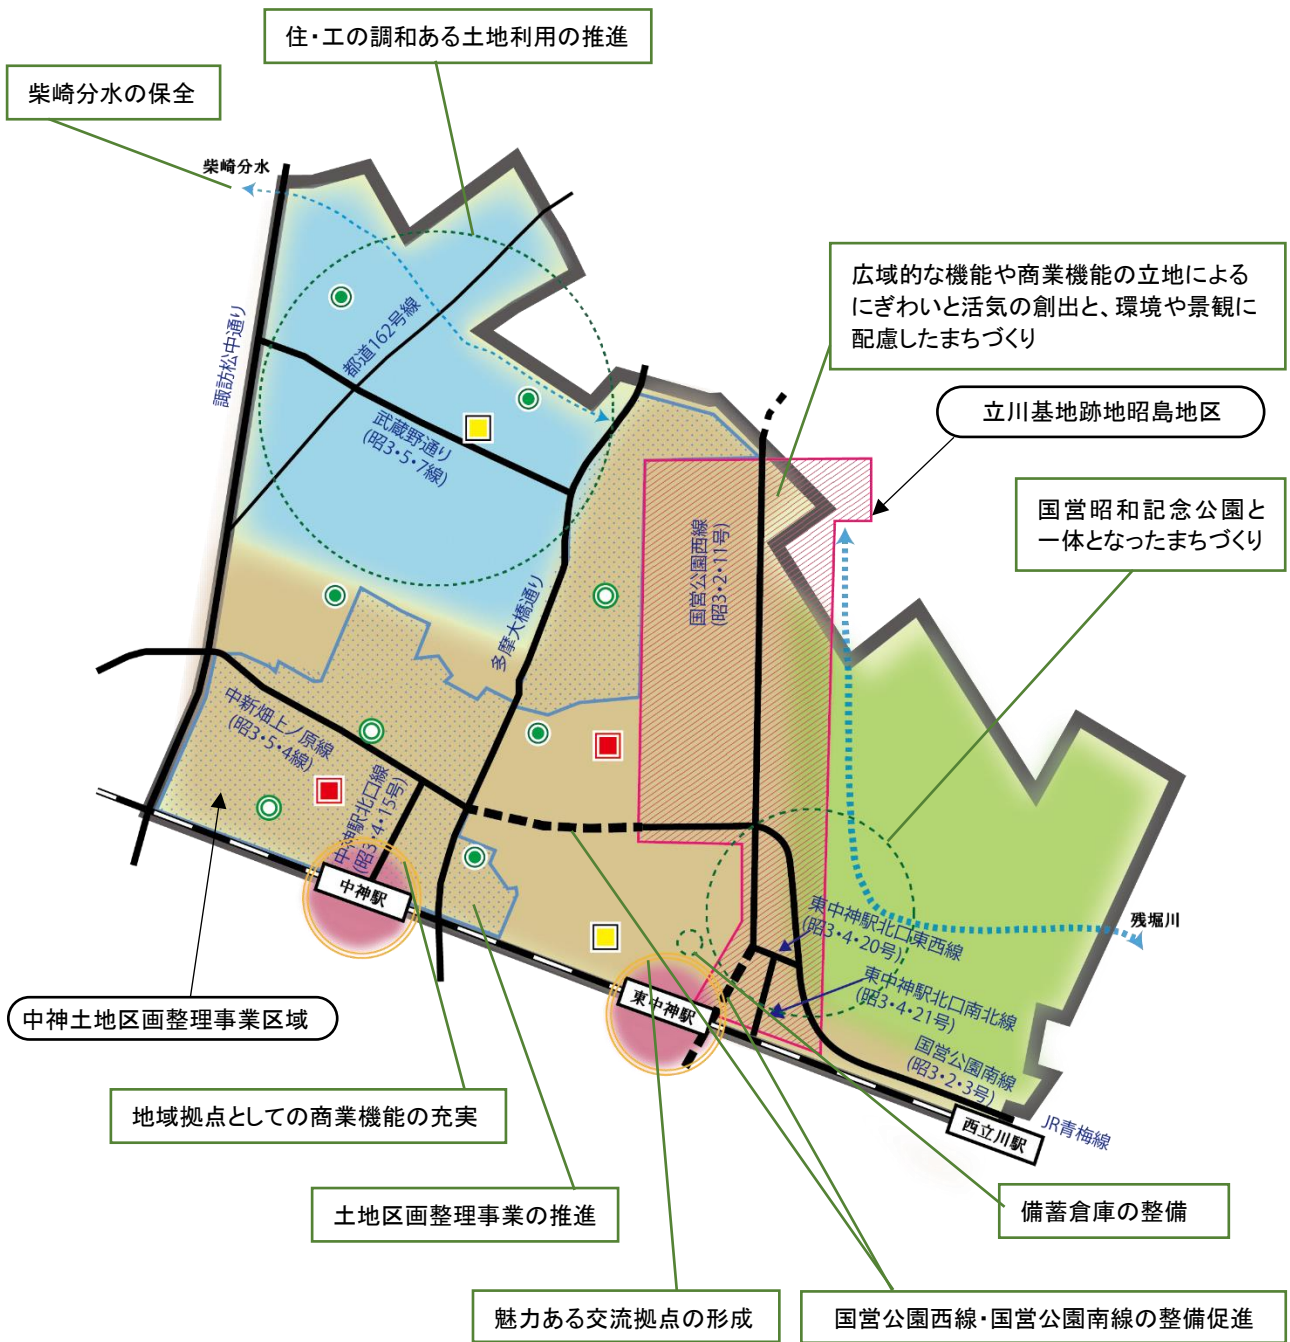 住・工の調和ある土地利用の推進
柴崎分水の保全
柴崎分水
広域的な機能や商業機能の立地による
にぎわいと活気の創出と、環境や景観に
配慮したまちづくり
立川基地跡地昭島地区
国営昭和記念公園と
一体となったまちづくり
諏訪松中通り
都道162号線
武蔵野通り
(昭3・5・7線)
国営公園西線
(昭3・2・11号)
多摩大橋通り
中新畑上ノ原線
(昭3・5・4線)
中神駅北口線
(昭3・4・15号)
中神駅
東中神駅北口東西線
(昭3・4・20号)
残堀川
東中神駅北口南北線
(昭3・4・21号)
東中神駅
中神土地区画整理事業区域
国営公園南線
(昭3・2・3号)
西立川駅
JR青梅線
地域拠点としての商業機能の充実
土地区画整理事業の推進
備蓄倉庫の整備
魅力ある交流拠点の形成
国営公園西線・国営公園南線の整備促進